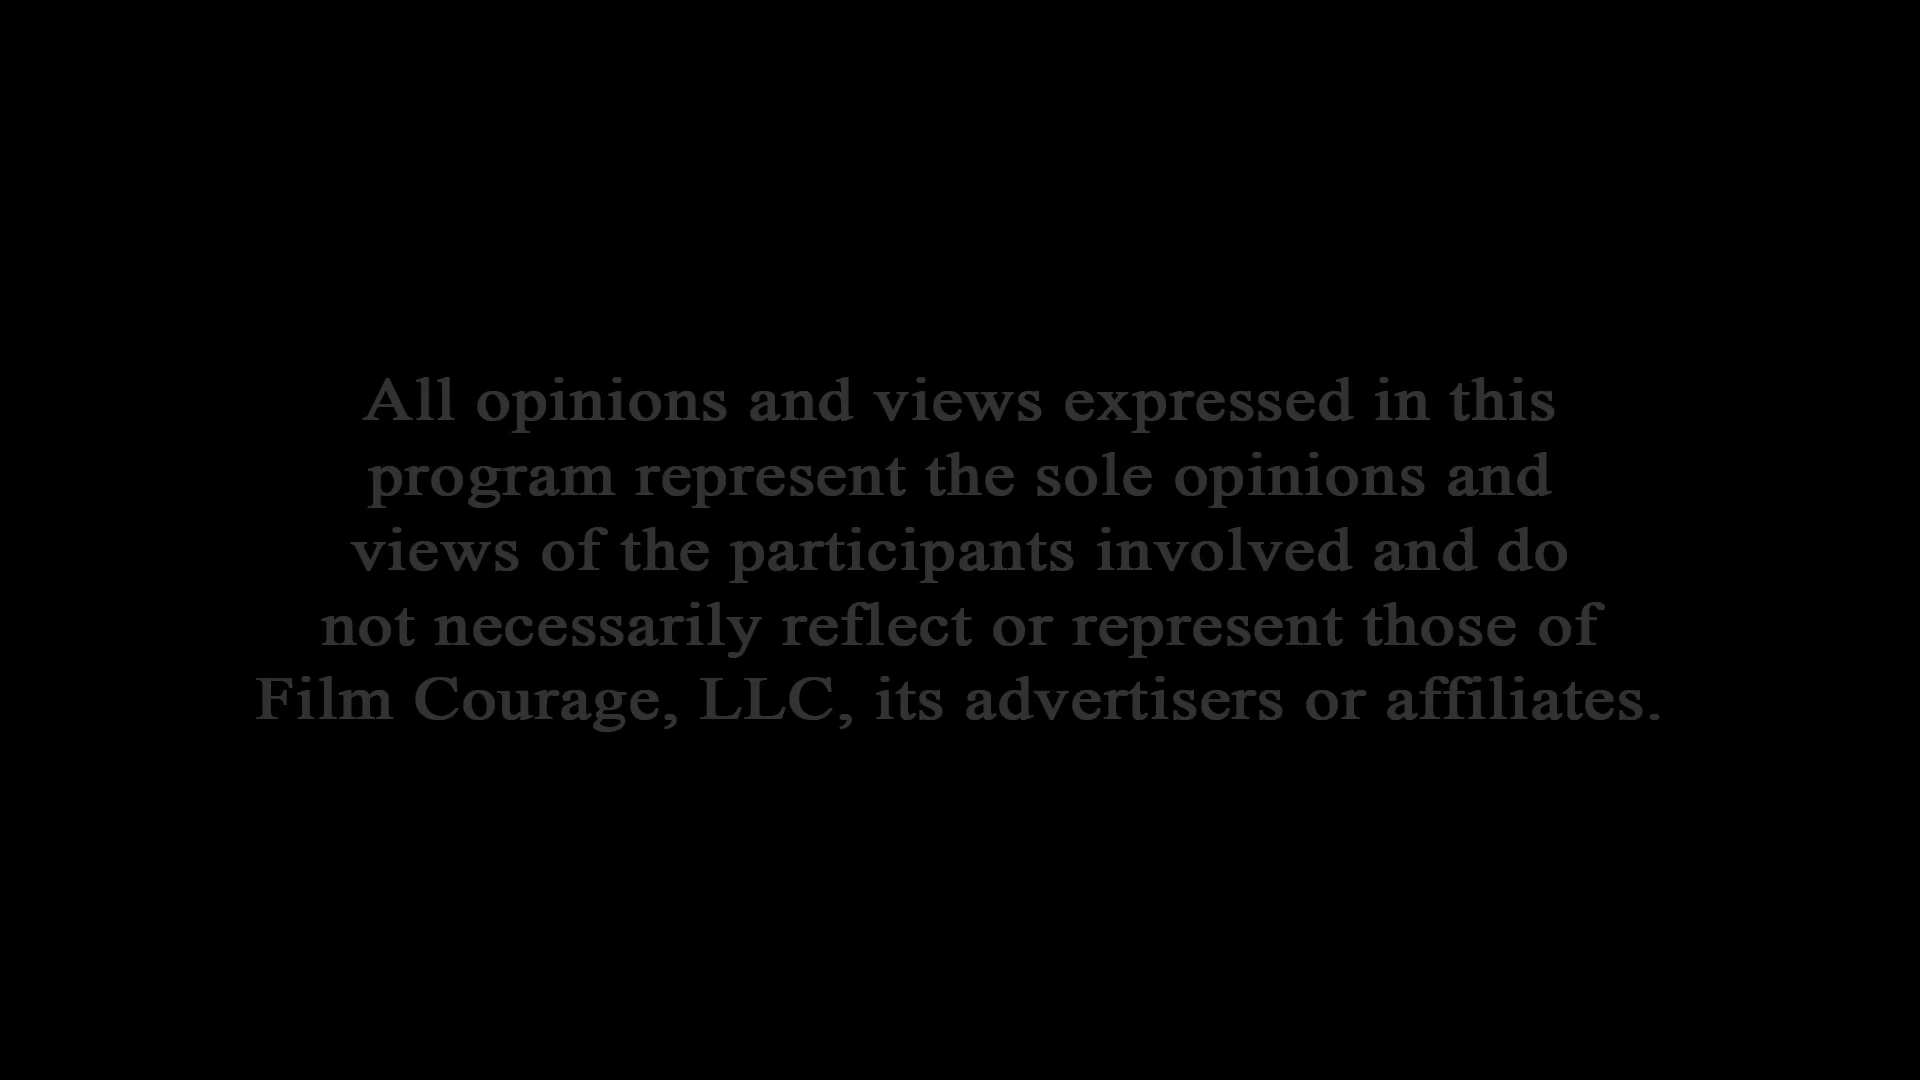 All opinions and views expressed in this
program represent the sole opinions and
views of the participants involved and do
not necessarily reflect or represent those of
Film Courage, LLC, its advertisers or affiliates.